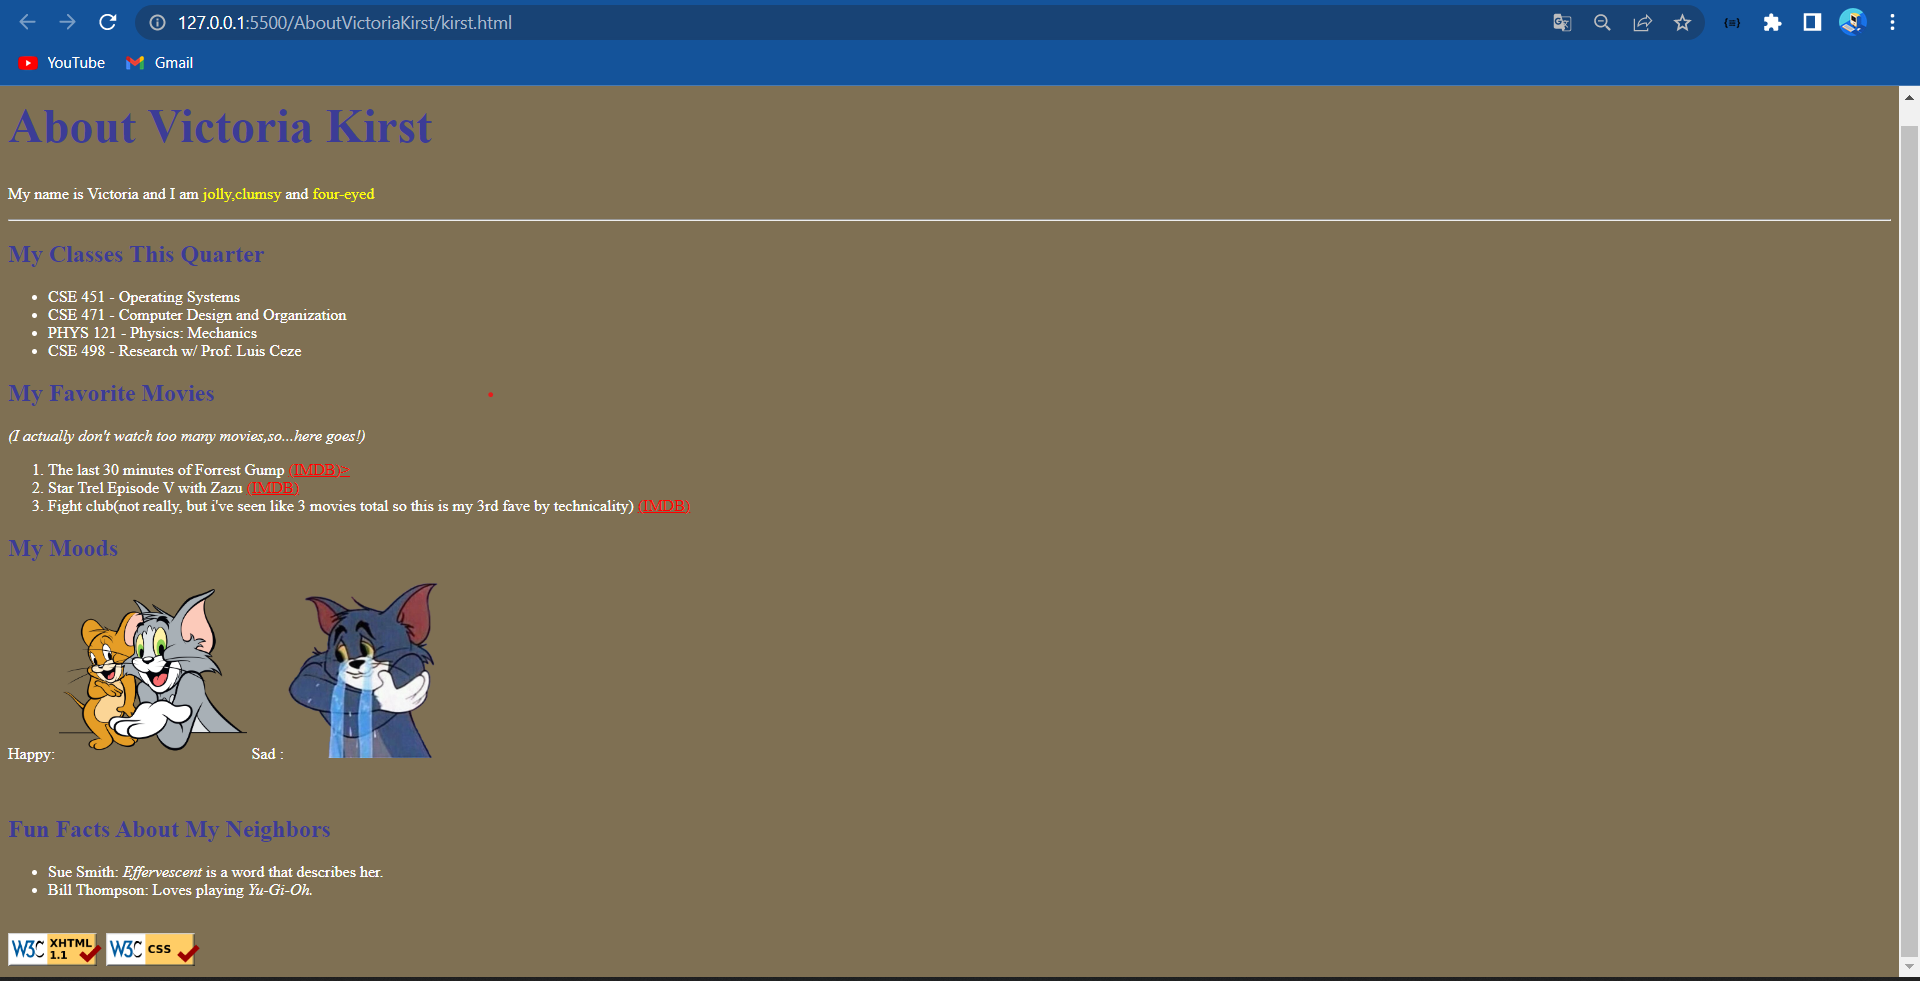 127.0.0.1:5500/AboutVictoriaKirst/kirst.html
YouTube Gmail
About Victoria Kirst
My name is Victoria and I am jolly,clumsy and four-eyed
My Classes This Quarter
• CSE 451 - Operating Systems
• CSE 471 - Computer Design and Organization
• PHYS 121 - Physics: Mechanics
• CSE 498 - Research w/ Prof. Luis Ceze
My Favorite Movies
(I actually don't watch too many movies,so...here goes!)
1. The last 30 minutes of Forrest Gump (IMDB)>
2. Star Trel Episode V with Zazu (IMDB)
3. Fight club(not really, but i've seen like 3 movies total so this is my 3rd fave by technicality) (IMDB)
My Moods
Happy: Sad :
Fun Facts About My Neighbors
• Sue Smith: Effervescent is a word that describes her.
• Bill Thompson: Loves playing Yu-Gi-Oh.
W3C XHTML 1.1 W3C CSS